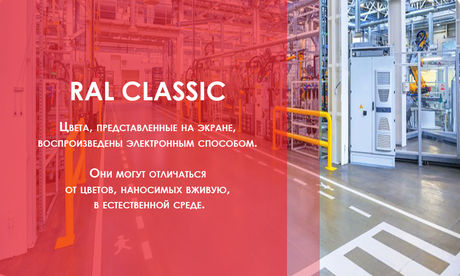 RAL CLASSIC
Цвета, представленные на экране,
воспроизведены электронным способом.
Они могут отличаться
от цветов, наносимых вживую,
в естественной среде.